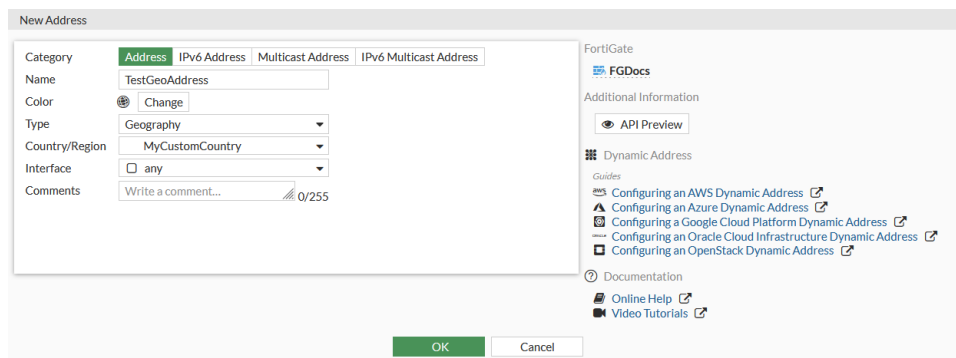 New Address
Category Address IPv6 Address Multicast Address IPv6 Multicast Address
Name TestGeoAddress
Color Change
Type Geography
Country/Region MyCustomCountry
Interface any
Comments Write a comment... 0/255
FortiGate
FGDocs
Additional Information
API Preview
Dynamic Address
Guides
aws Configuring an AWS Dynamic Address
Configuring an Azure Dynamic Address
Configuring a Google Cloud Platform Dynamic Address
Configuring an Oracle Cloud Infrastructure Dynamic Address
Configuring an OpenStack Dynamic Address
Documentation
Online Help
Video Tutorials
OK Cancel